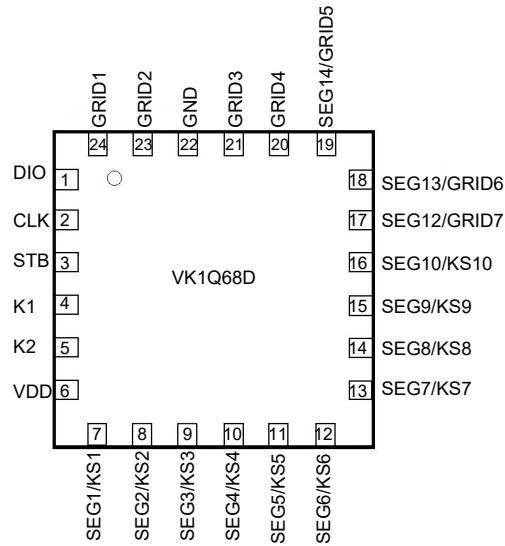 GRID1
GRID2
GND
GRID3
GRID4
SEG14/GRID5
24
23
22
21
20
19
DIO
1
18
SEG13/GRID6
CLK
2
17
SEG12/GRID7
STB
3
16
SEG10/KS10
VK1Q68D
K1
4
15
SEG9/KS9
K2
5
14
SEG8/KS8
VDD
6
13
SEG7/KS7
7
8
9
10
11
12
SEG1/KS1
SEG2/KS2
SEG3/KS3
SEG4/KS4
SEG5/KS5
SEG6/KS6